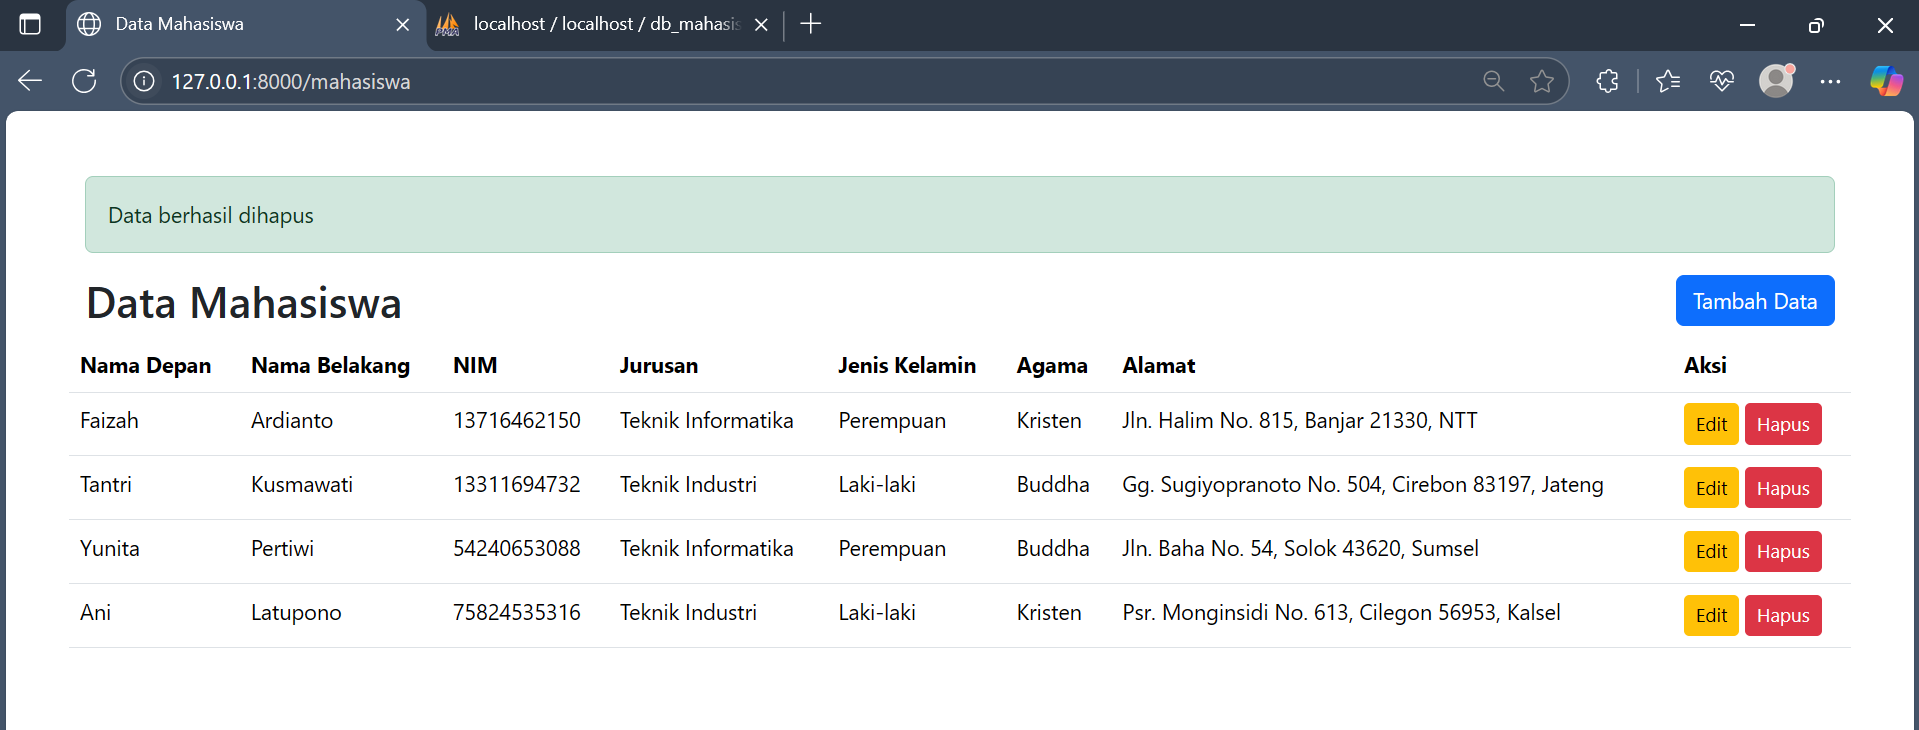 Data Mahasiswa
localhost / localhost / db_mahasis
127.0.0.1:8000/mahasiswa
Data berhasil dihapus
Data Mahasiswa
Tambah Data
Nama Depan Nama Belakang NIM Jurusan Jenis Kelamin Agama Alamat Aksi
Faizah Ardianto 13716462150 Teknik Informatika Perempuan Kristen Jln. Halim No. 815, Banjar 21330, NTT Edit Hapus
Tantri Kusmawati 13311694732 Teknik Industri Laki-laki Buddha Gg. Sugiyopranoto No. 504, Cirebon 83197, Jateng Edit Hapus
Yunita Pertiwi 54240653088 Teknik Informatika Perempuan Buddha Jln. Baha No. 54, Solok 43620, Sumsel Edit Hapus
Ani Latupono 75824535316 Teknik Industri Laki-laki Kristen Psr. Monginsidi No. 613, Cilegon 56953, Kalsel Edit Hapus